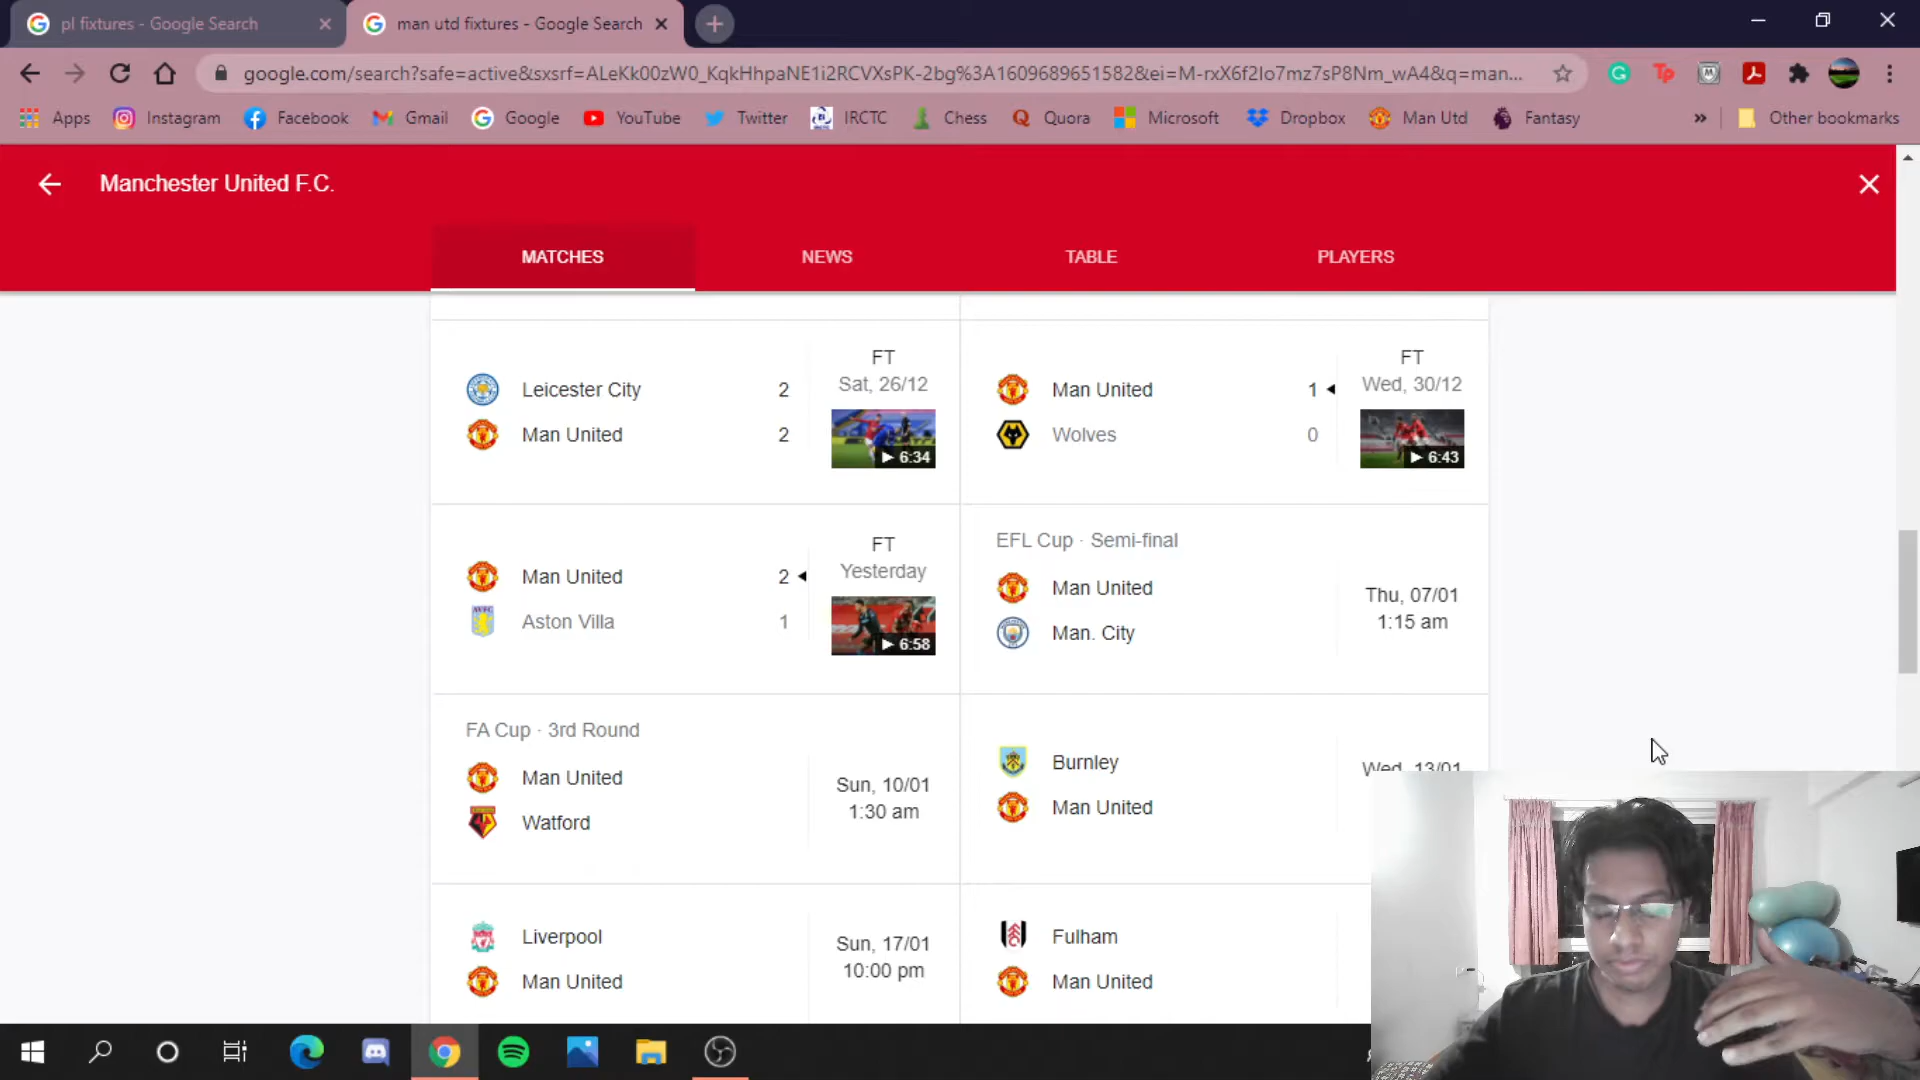 pl fixtures - Google Search
man utd fixtures - Google Search
google.com/search?safe=active&sxsrf=ALeKk00zW0_KqkHhpaNE1i2RCVXsPK-2bg%3A1609689651582&ei=M-rxX6f2Io7mz7sP8Nm_wA4&q=man...
Apps Instagram Facebook Gmail Google YouTube Twitter IRCTC Chess Quora Microsoft Dropbox Man Utd Fantasy » Other bookmarks
Manchester United F.C.
MATCHES NEWS TABLE PLAYERS
Leicester City 2
Man United 2
FT
Sat, 26/12
6:34
Man United 1
Wolves 0
FT
Wed, 30/12
6:43
Man United 2
Aston Villa 1
FT
Yesterday
6:58
EFL Cup · Semi-final
Man United
Man. City
Thu, 07/01
1:15 am
FA Cup · 3rd Round
Man United
Watford
Sun, 10/01
1:30 am
Burnley
Man United
Wed, 13/01
Liverpool
Man United
Sun, 17/01
10:00 pm
Fulham
Man United